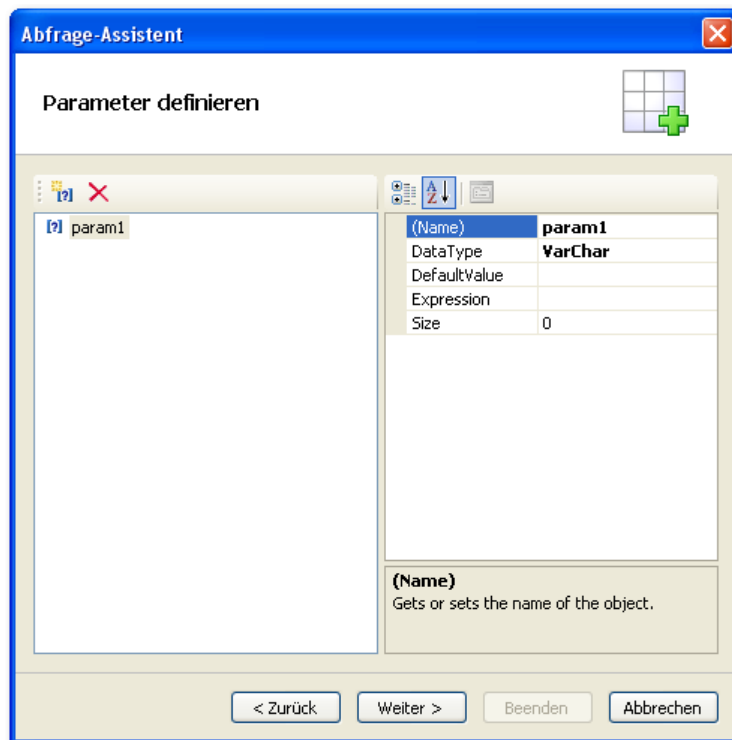 Abfrage-Assistent
Parameter definieren
[?]
A
Z
[?] param1
(Name) param1
DataType VarChar
DefaultValue
Expression
Size 0
(Name)
Gets or sets the name of the object.
< Zurück Weiter > Beenden Abbrechen